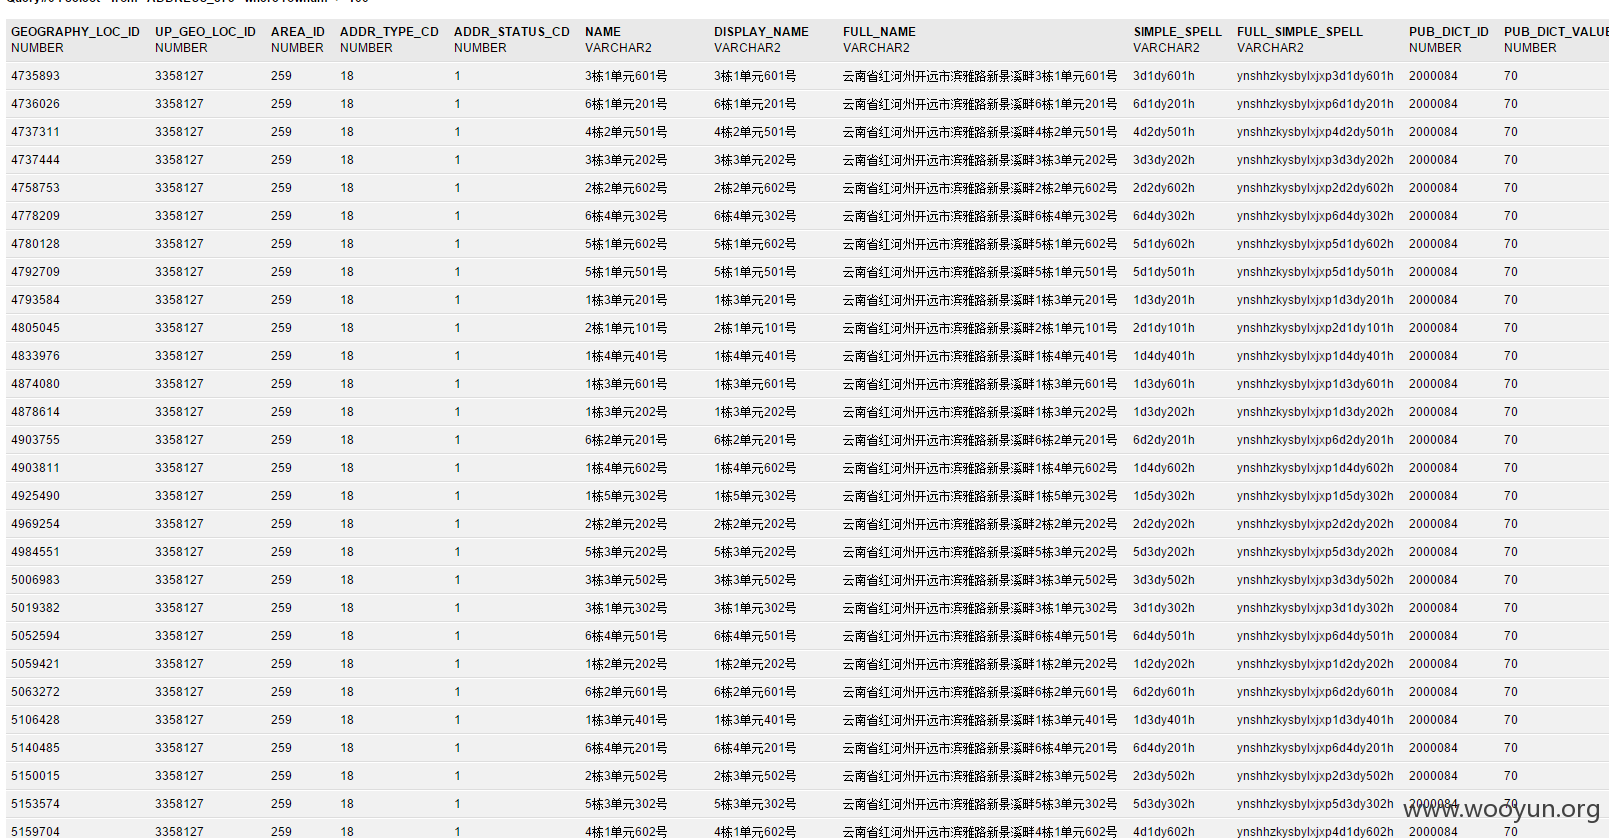 GEOGRAPHY_LOC_ID UP_GEO_LOC_ID AREA_ID ADDR_TYPE_CD ADDR_STATUS_CD NAME DISPLAY_NAME FULL_NAME SIMPLE_SPELL FULL_SIMPLE_SPELL PUB_DICT_ID PUB_DICT_VALUE
NUMBER NUMBER NUMBER NUMBER NUMBER VARCHAR2 VARCHAR2 VARCHAR2 VARCHAR2 VARCHAR2 NUMBER NUMBER
4735893 3358127 259 18 1 3栋1单元601号 3栋1单元601号 云南省红河州开远市滨雅路新景溪畔3栋1单元601号 3d1dy601h ynshhzkysbylxjxp3d1dy601h 2000084 70
4736026 3358127 259 18 1 6栋1单元201号 6栋1单元201号 云南省红河州开远市滨雅路新景溪畔6栋1单元201号 6d1dy201h ynshhzkysbylxjxp6d1dy201h 2000084 70
4737311 3358127 259 18 1 4栋2单元501号 4栋2单元501号 云南省红河州开远市滨雅路新景溪畔4栋2单元501号 4d2dy501h ynshhzkysbylxjxp4d2dy501h 2000084 70
4737444 3358127 259 18 1 3栋3单元202号 3栋3单元202号 云南省红河州开远市滨雅路新景溪畔3栋3单元202号 3d3dy202h ynshhzkysbylxjxp3d3dy202h 2000084 70
4758753 3358127 259 18 1 2栋2单元602号 2栋2单元602号 云南省红河州开远市滨雅路新景溪畔2栋2单元602号 2d2dy602h ynshhzkysbylxjxp2d2dy602h 2000084 70
4778209 3358127 259 18 1 6栋4单元302号 6栋4单元302号 云南省红河州开远市滨雅路新景溪畔6栋4单元302号 6d4dy302h ynshhzkysbylxjxp6d4dy302h 2000084 70
4780128 3358127 259 18 1 5栋1单元602号 5栋1单元602号 云南省红河州开远市滨雅路新景溪畔5栋1单元602号 5d1dy602h ynshhzkysbylxjxp5d1dy602h 2000084 70
4792709 3358127 259 18 1 5栋1单元501号 5栋1单元501号 云南省红河州开远市滨雅路新景溪畔5栋1单元501号 5d1dy501h ynshhzkysbylxjxp5d1dy501h 2000084 70
4793584 3358127 259 18 1 1栋3单元201号 1栋3单元201号 云南省红河州开远市滨雅路新景溪畔1栋3单元201号 1d3dy201h ynshhzkysbylxjxp1d3dy201h 2000084 70
4805045 3358127 259 18 1 2栋1单元101号 2栋1单元101号 云南省红河州开远市滨雅路新景溪畔2栋1单元101号 2d1dy101h ynshhzkysbylxjxp2d1dy101h 2000084 70
4833976 3358127 259 18 1 1栋4单元401号 1栋4单元401号 云南省红河州开远市滨雅路新景溪畔1栋4单元401号 1d4dy401h ynshhzkysbylxjxp1d4dy401h 2000084 70
4874080 3358127 259 18 1 1栋3单元601号 1栋3单元601号 云南省红河州开远市滨雅路新景溪畔1栋3单元601号 1d3dy601h ynshhzkysbylxjxp1d3dy601h 2000084 70
4878614 3358127 259 18 1 1栋3单元202号 1栋3单元202号 云南省红河州开远市滨雅路新景溪畔1栋3单元202号 1d3dy202h ynshhzkysbylxjxp1d3dy202h 2000084 70
4903755 3358127 259 18 1 6栋2单元201号 6栋2单元201号 云南省红河州开远市滨雅路新景溪畔6栋2单元201号 6d2dy201h ynshhzkysbylxjxp6d2dy201h 2000084 70
4903811 3358127 259 18 1 1栋4单元602号 1栋4单元602号 云南省红河州开远市滨雅路新景溪畔1栋4单元602号 1d4dy602h ynshhzkysbylxjxp1d4dy602h 2000084 70
4925490 3358127 259 18 1 1栋5单元302号 1栋5单元302号 云南省红河州开远市滨雅路新景溪畔1栋5单元302号 1d5dy302h ynshhzkysbylxjxp1d5dy302h 2000084 70
4969254 3358127 259 18 1 2栋2单元202号 2栋2单元202号 云南省红河州开远市滨雅路新景溪畔2栋2单元202号 2d2dy202h ynshhzkysbylxjxp2d2dy202h 2000084 70
4984551 3358127 259 18 1 5栋3单元202号 5栋3单元202号 云南省红河州开远市滨雅路新景溪畔5栋3单元202号 5d3dy202h ynshhzkysbylxjxp5d3dy202h 2000084 70
5006983 3358127 259 18 1 3栋3单元502号 3栋3单元502号 云南省红河州开远市滨雅路新景溪畔3栋3单元502号 3d3dy502h ynshhzkysbylxjxp3d3dy502h 2000084 70
5019382 3358127 259 18 1 3栋1单元302号 3栋1单元302号 云南省红河州开远市滨雅路新景溪畔3栋1单元302号 3d1dy302h ynshhzkysbylxjxp3d1dy302h 2000084 70
5052594 3358127 259 18 1 6栋4单元501号 6栋4单元501号 云南省红河州开远市滨雅路新景溪畔6栋4单元501号 6d4dy501h ynshhzkysbylxjxp6d4dy501h 2000084 70
5059421 3358127 259 18 1 1栋2单元202号 1栋2单元202号 云南省红河州开远市滨雅路新景溪畔1栋2单元202号 1d2dy202h ynshhzkysbylxjxp1d2dy202h 2000084 70
5063272 3358127 259 18 1 6栋2单元601号 6栋2单元601号 云南省红河州开远市滨雅路新景溪畔6栋2单元601号 6d2dy601h ynshhzkysbylxjxp6d2dy601h 2000084 70
5106428 3358127 259 18 1 1栋3单元401号 1栋3单元401号 云南省红河州开远市滨雅路新景溪畔1栋3单元401号 1d3dy401h ynshhzkysbylxjxp1d3dy401h 2000084 70
5140485 3358127 259 18 1 6栋4单元201号 6栋4单元201号 云南省红河州开远市滨雅路新景溪畔6栋4单元201号 6d4dy201h ynshhzkysbylxjxp6d4dy201h 2000084 70
5150015 3358127 259 18 1 2栋3单元502号 2栋3单元502号 云南省红河州开远市滨雅路新景溪畔2栋3单元502号 2d3dy502h ynshhzkysbylxjxp2d3dy502h 2000084 70
5153574 3358127 259 18 1 5栋3单元302号 5栋3单元302号 云南省红河州开远市滨雅路新景溪畔5栋3单元302号 5d3dy302h ynshhzkysbylxjxp5d3dy302h 2000084 70
www.wooyun.org
5159704 3358127 259 18 1 4栋1单元602号 4栋1单元602号 云南省红河州开远市滨雅路新景溪畔4栋1单元602号 4d1dy602h ynshhzkysbylxjxp4d1dy602h 2000084 70